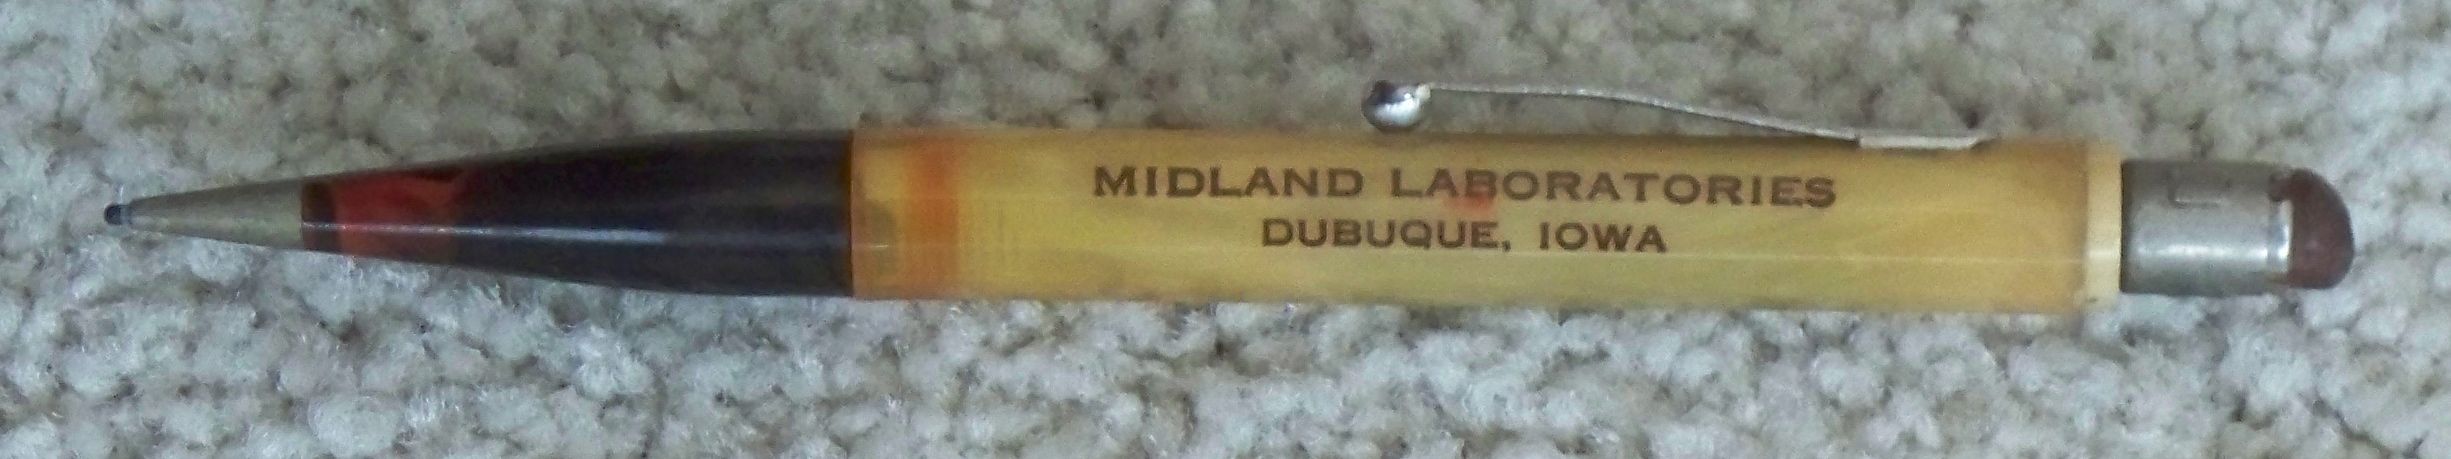 MIDLAND LABORATORIES
DUBUQUE, IOWA